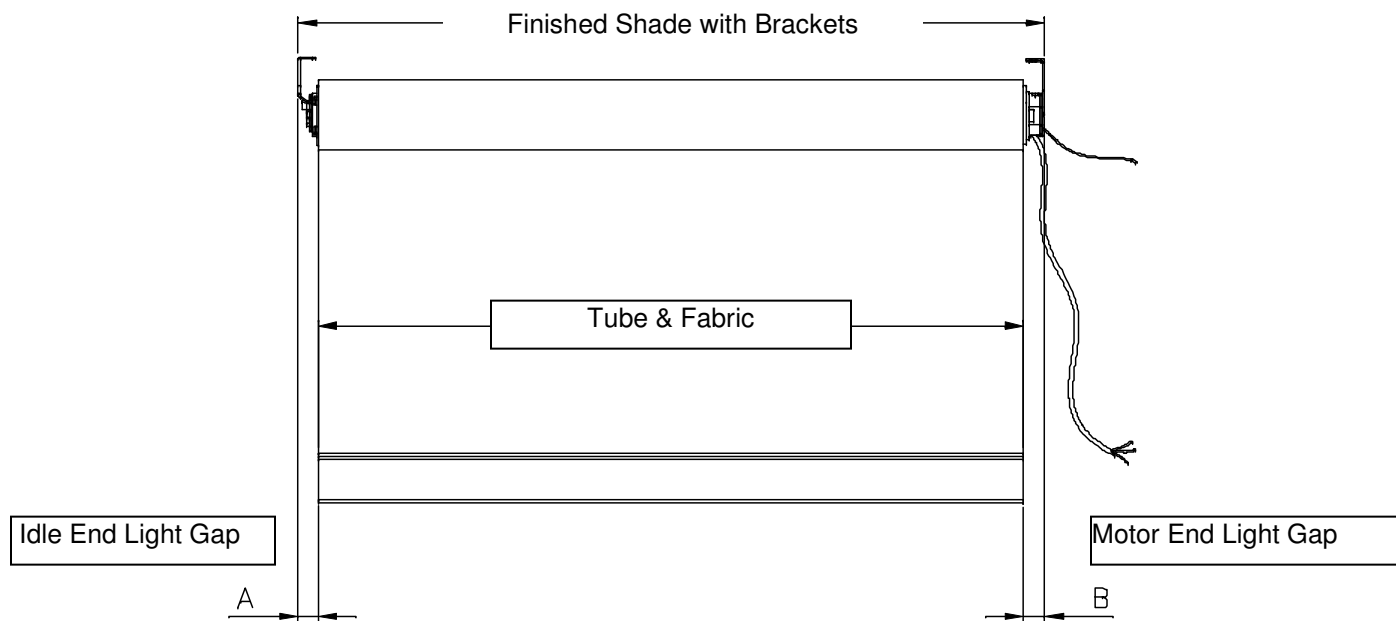 Finished Shade with Brackets
Tube & Fabric
Idle End Light Gap
Motor End Light Gap
A
B